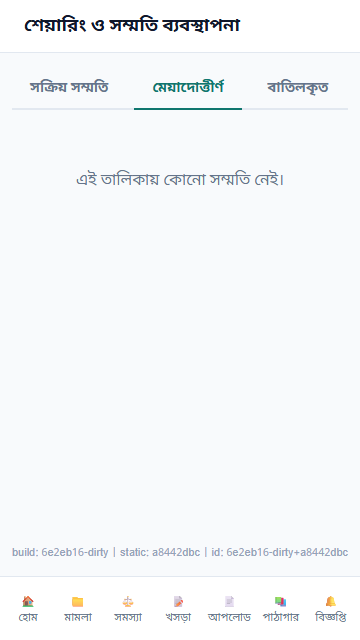 শেয়ারিং ও সম্মতি ব্যবস্থাপনা
সক্রিয় সম্মতি
মেয়াদোত্তীর্ণ
বাতিলকৃত
এই তালিকায় কোনো সম্মতি নেই।
build: 6e2eb16-dirty | static: a8442dbc | id: 6e2eb16-dirty+a8442dbc
হোম
মামলা
সমস্যা
খসড়া
আপলোড
পাঠাগার
বিজ্ঞপ্তি